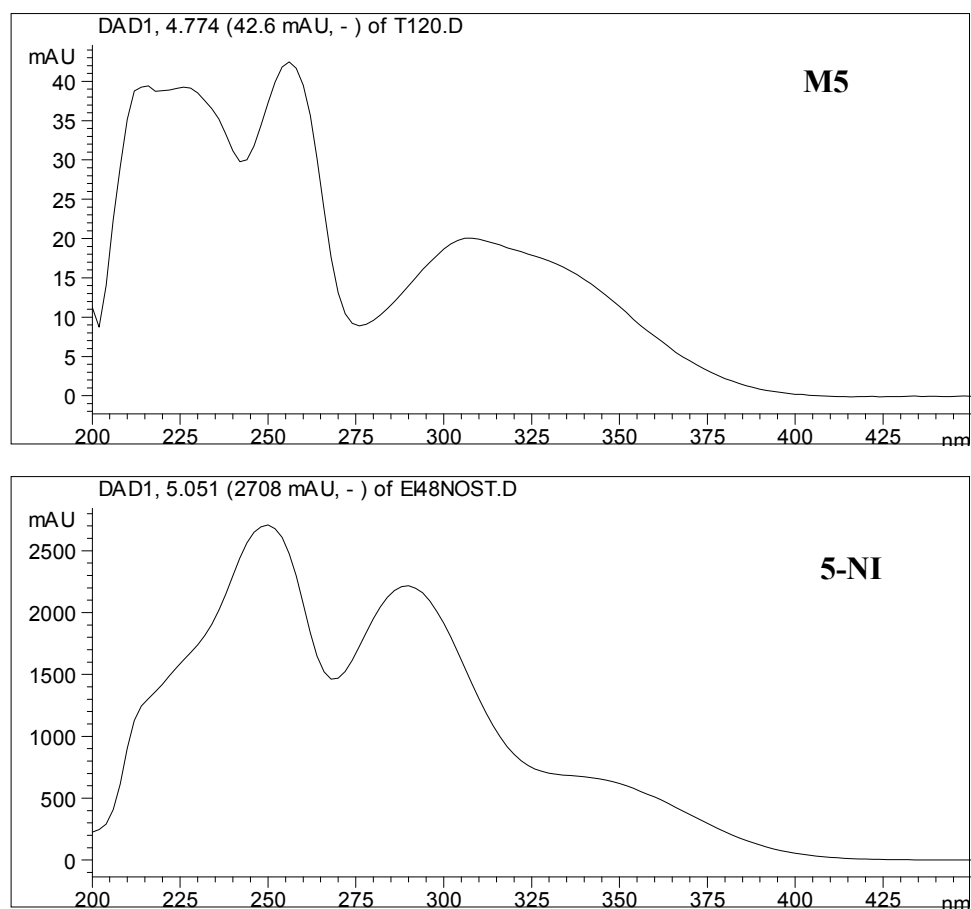 DAD1, 4.774 (42.6 mAU, - ) of T120.D
mAU
M5
40
35
30
25
20
15
10
5
0
200 225 250 275 300 325 350 375 400 425 nm
DAD1, 5.051 (2708 mAU, - ) of EI48NOST.D
mAU
2500
5-NI
2000
1500
1000
500
0
200 225 250 275 300 325 350 375 400 425 nm